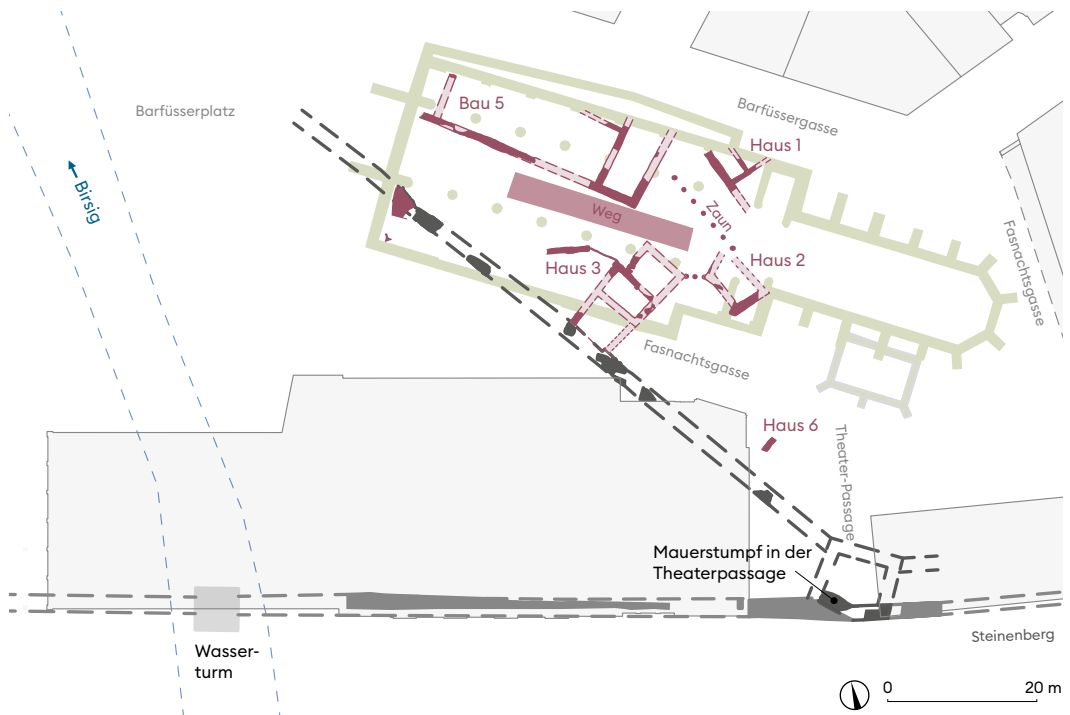 Barfüsserplatz
Bau 5
Barfüssergasse
Haus 1
Birsig
Weg
Zaun
Fasnachtsgasse
Haus 3
Haus 2
Fasnachtsgasse
Haus 6
Theater-Passage
Mauerstumpf in der
Theaterpassage
Wasser-
turm
Steinenberg
0
20 m